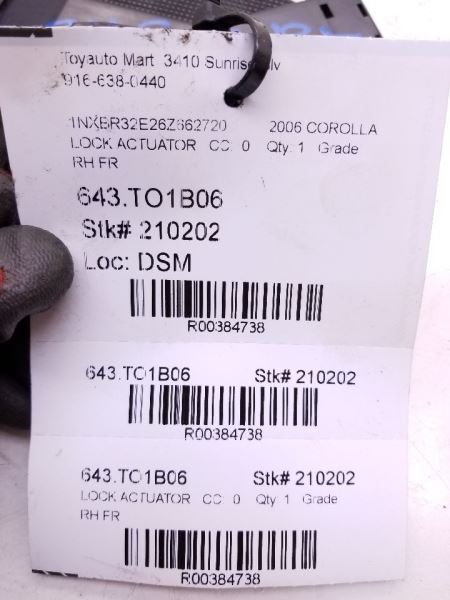 Toyauto Mart 3410 Sunrise lv
916-638-0440
1NXBR32E26Z662720 2006 COROLLA
LOCK ACTUATOR CC: 0 Qty: 1 Grade
RH FR
643.TO1B06
Stk# 210202
Loc: DSM
R00384738
643.TO1B06 Stk# 210202
R00384738
643.TO1B06 Stk# 210202
LOCK ACTUATOR CC: 0 Qty: 1 Grade
RH FR
R00384738